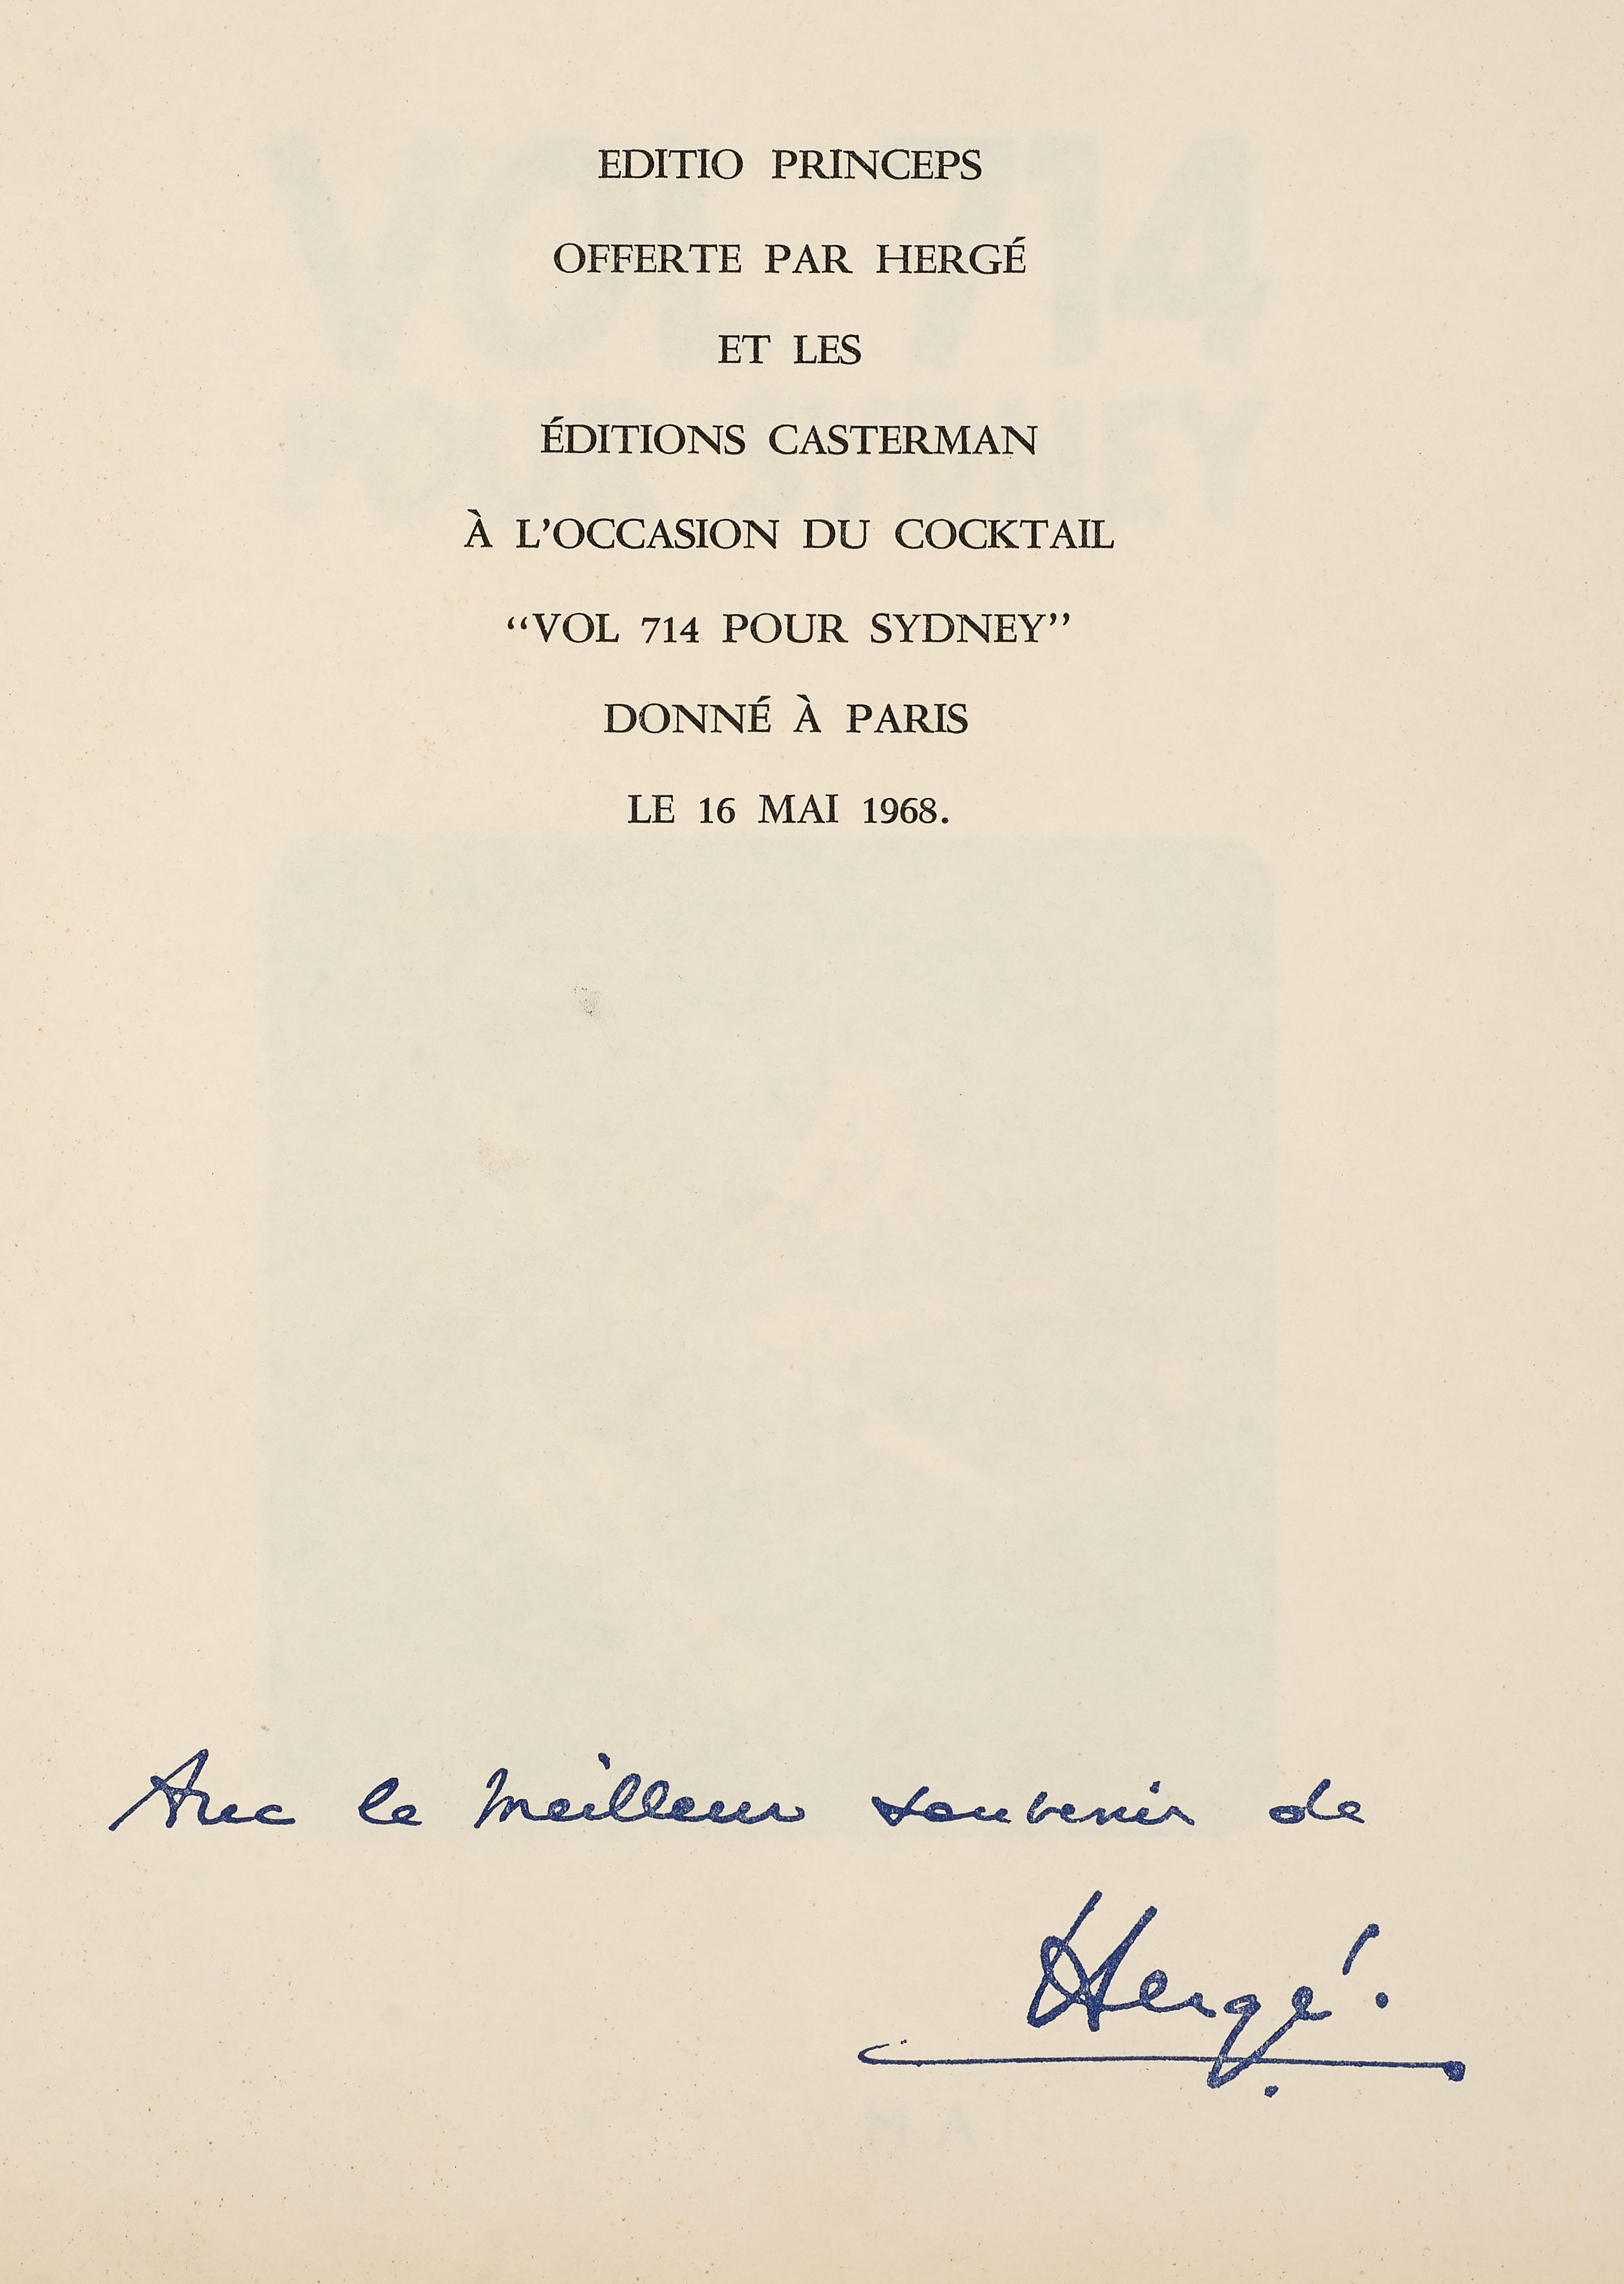 EDITIO PRINCEPS
OFFERTE PAR HERGÉ
ET LES
ÉDITIONS CASTERMAN
À L’OCCASION DU COCKTAIL
“VOL 714 POUR SYDNEY”
DONNÉ À PARIS
LE 16 MAI 1968.
Avec le meilleur souvenir de
Hergé.